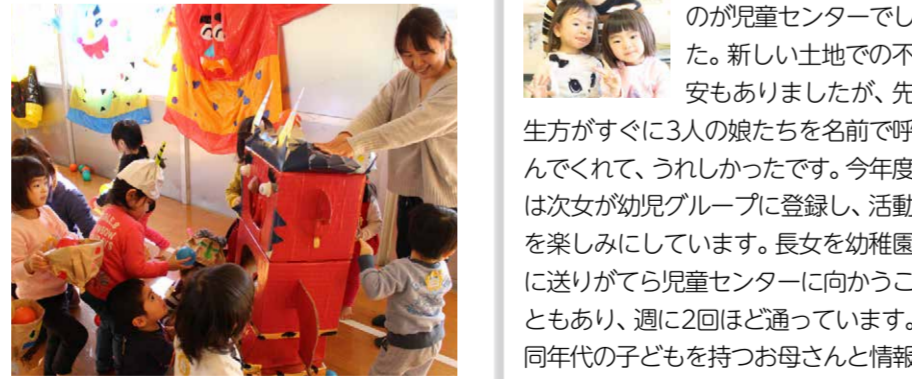 のが児童センターでし
た。新しい土地での不
安もありましたが、先
生方がすぐに3人の娘たちを名前で呼
んでくれて、うれしかったです。今年度
は次女が幼児グループに登録し、活動
を楽しみにしています。長女を幼稚園
に送りがてら児童センターに向かうこ
ともあり、週に2回ほど通っています。
同年代の子どもを持つお母さんと情報